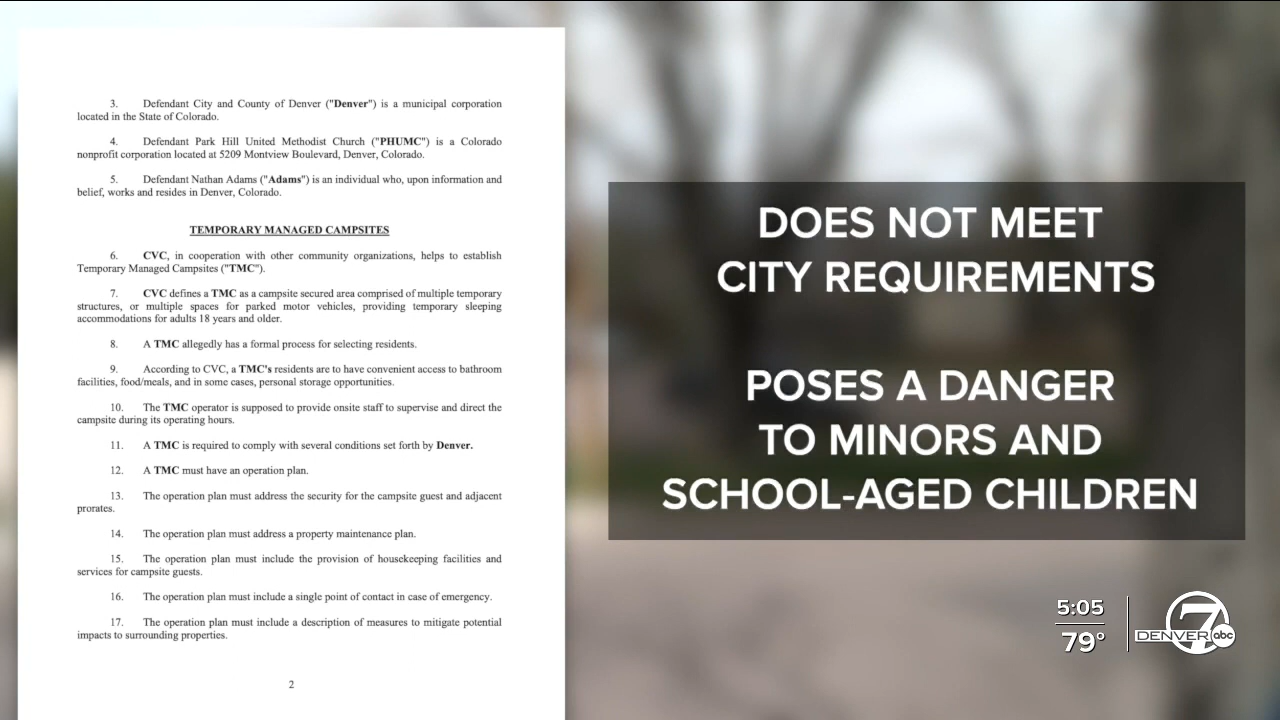 3. Defendant City and County of Denver ("Denver") is a municipal corporation
located in the State of Colorado.
4. Defendant Park Hill United Methodist Church ("PHUMC") is a Colorado
nonprofit corporation located at 5209 Montview Boulevard, Denver, Colorado.
5. Defendant Nathan Adams ("Adams") is an individual who, upon information and
belief, works and resides in Denver, Colorado.
TEMPORARY MANAGED CAMPSITES
6. CVC, in cooperation with other community organizations, helps to establish
Temporary Managed Campsites ("TMC").
7. CVC defines a TMC as a campsite secured area comprised of multiple temporary
structures, or multiple spaces for parked motor vehicles, providing temporary sleeping
accommodations for adults 18 years and older.
8. A TMC allegedly has a formal process for selecting residents.
9. According to CVC, a TMC's residents are to have convenient access to bathroom
facilities, food/meals, and in some cases, personal storage opportunities.
10. The TMC operator is supposed to provide onsite staff to supervise and direct the
campsite during its operating hours.
11. A TMC is required to comply with several conditions set forth by Denver.
12. A TMC must have an operation plan.
13. The operation plan must address the security for the campsite guest and adjacent
prorates.
14. The operation plan must address a property maintenance plan.
15. The operation plan must include the provision of housekeeping facilities and
services for campsite guests.
16. The operation plan must include a single point of contact in case of emergency.
17. The operation plan must include a description of measures to mitigate potential
impacts to surrounding properties.
2
DOES NOT MEET
CITY REQUIREMENTS
POSES A DANGER
TO MINORS AND
SCHOOL-AGED CHILDREN
5:05
79°
DENVER 7 abc